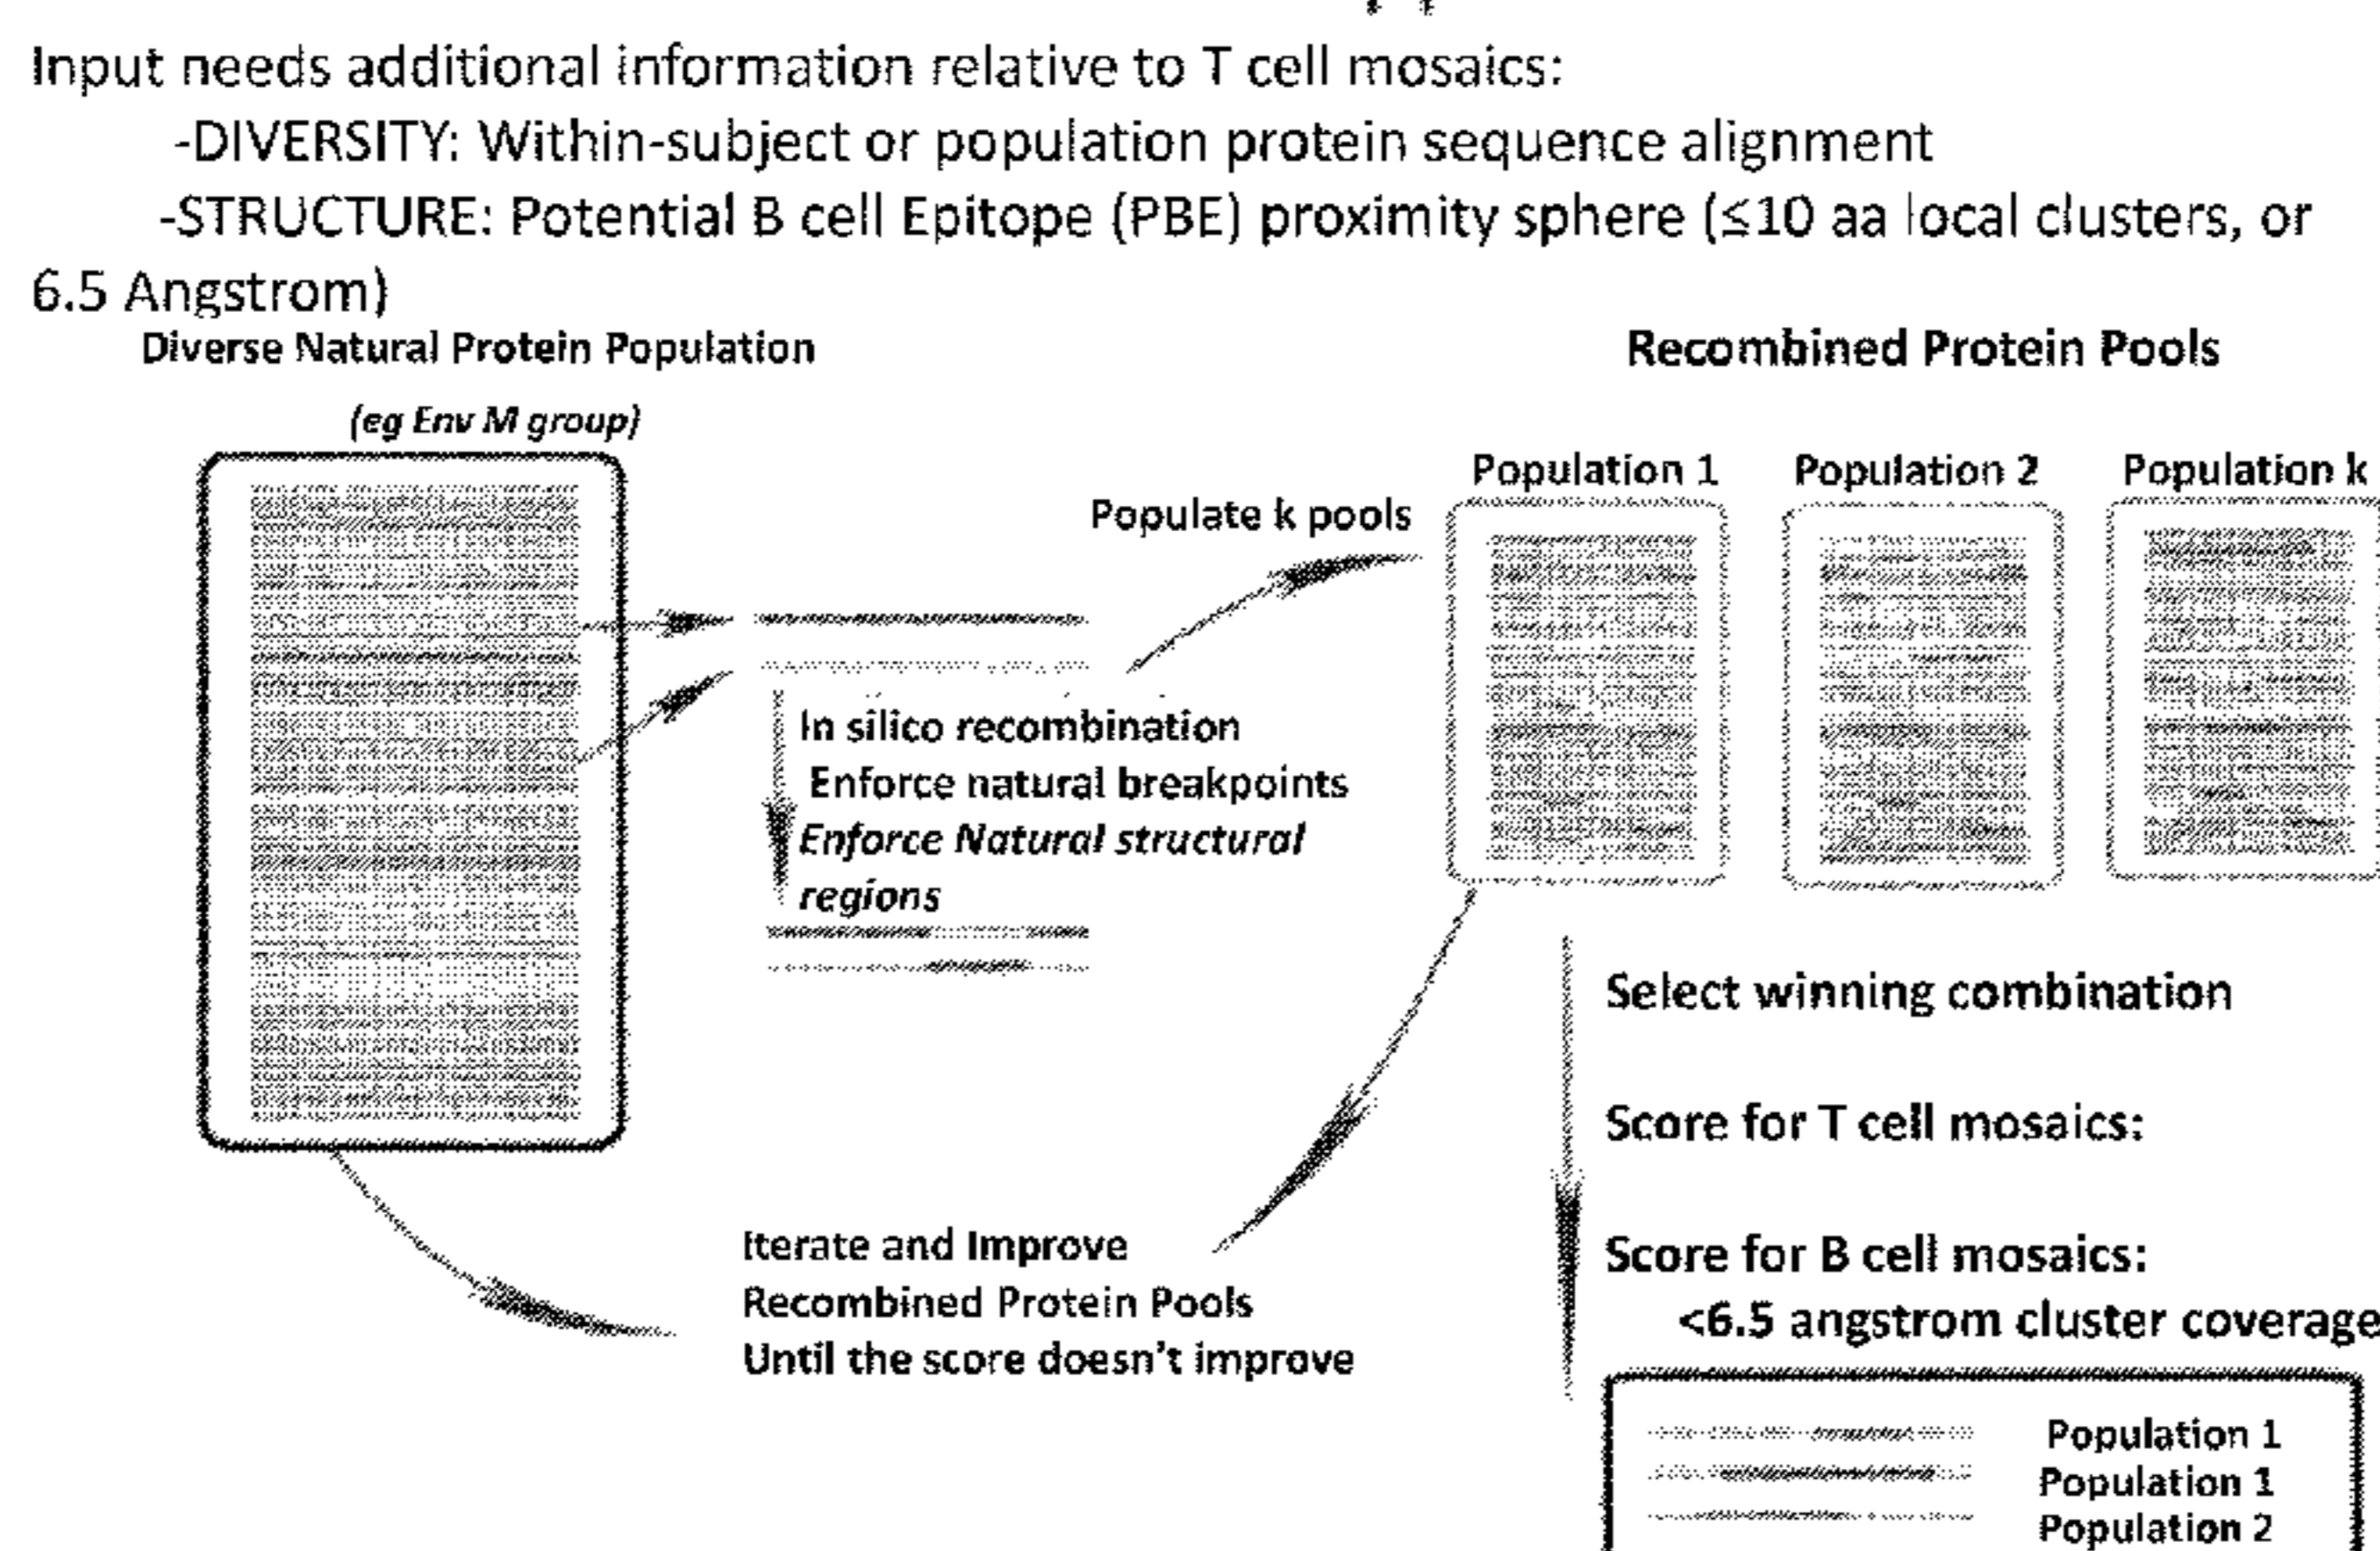 Input needs additional information relative to T cell mosaics:
-DIVERSITY: Within-subject or population protein sequence alignment
-STRUCTURE: Potential B cell Epitope (PBE) proximity sphere (≤10 aa local clusters, or
6.5 Angstrom)
Diverse Natural Protein Population
(eg Env M group)
Recombined Protein Pools
Population 1
Population 2
Population k
Populate k pools
In silico recombination
Enforce natural breakpoints
Enforce Natural structural
regions
Select winning combination
Score for T cell mosaics:
Score for B cell mosaics:
<6.5 angstrom cluster coverage
Iterate and Improve
Recombined Protein Pools
Until the score doesn't improve
Population 1
Population 1
Population 2